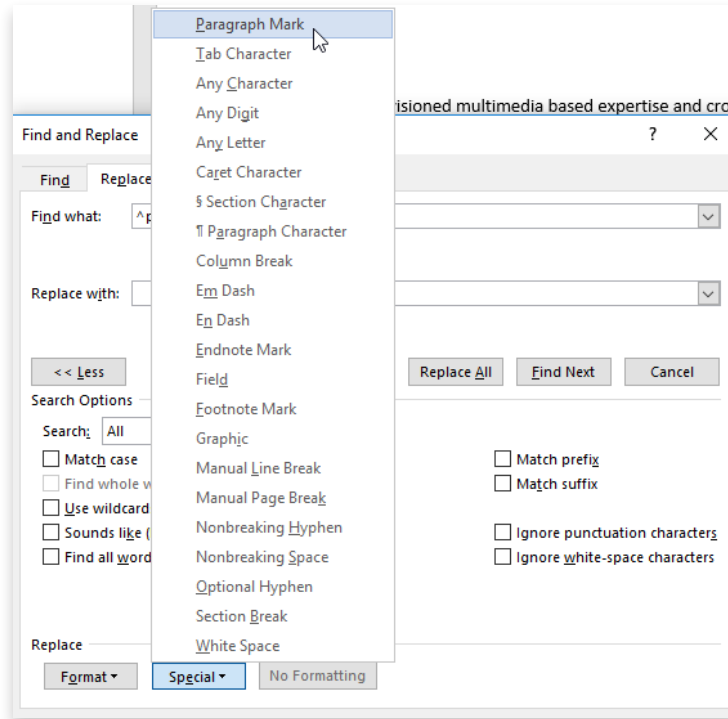 Paragraph Mark
Tab Character
Any Character
isioned multimedia based expertise and cro
Any Digit
Find and Replace
?
Any Letter
Find
Replace
Caret Character
§ Section Character
Find what:
^p
¶ Paragraph Character
Column Break
Em Dash
Replace with:
En Dash
Endnote Mark
<< Less
Field
Replace All
Find Next
Cancel
Search Options
Footnote Mark
Search:
All
Graphic
Match case
Manual Line Break
Match prefix
Find whole w
Manual Page Break
Match suffix
Use wildcard
Nonbreaking Hyphen
Sounds like (
Ignore punctuation characters
Nonbreaking Space
Find all word
Ignore white-space characters
Optional Hyphen
Section Break
Replace
White Space
Format
Special
No Formatting